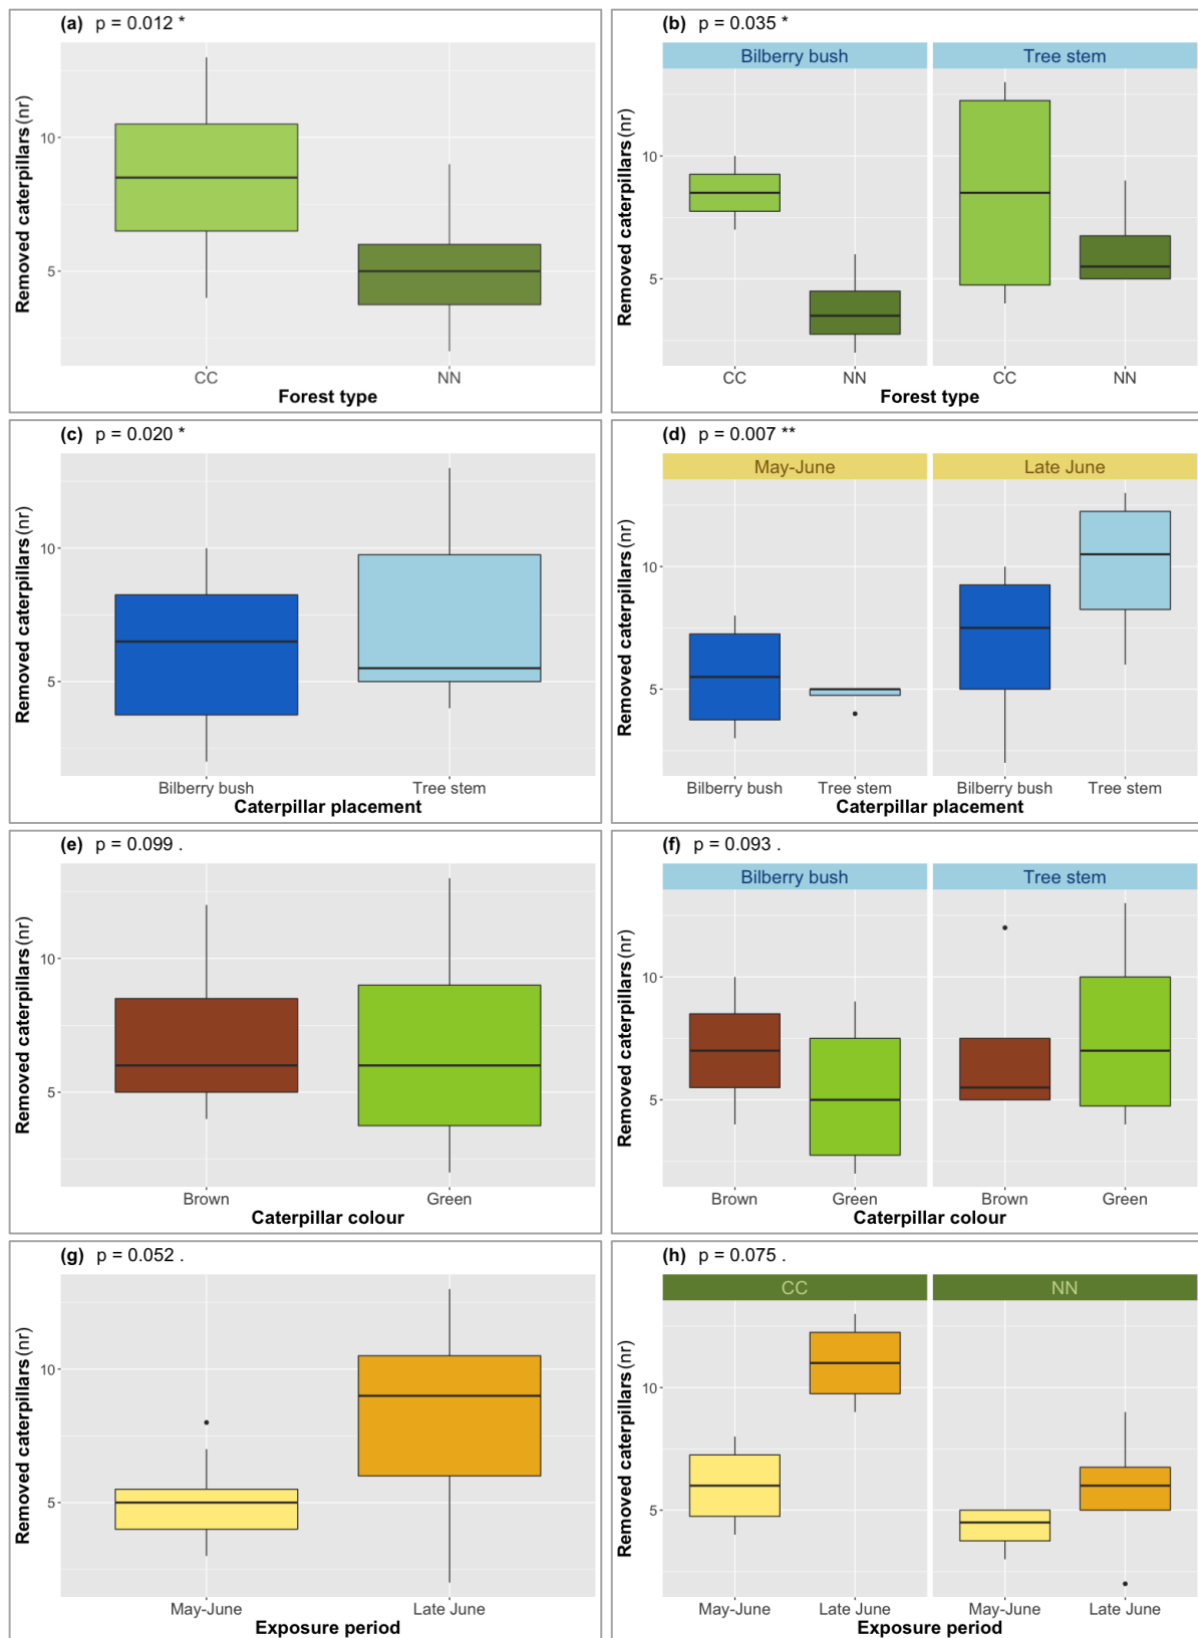 (a) p = 0.012 *
Removed caterpillars (nr)
10
5
CC NN
Forest type
(b) p = 0.035 *
Bilberry bush Tree stem
Removed caterpillars (nr)
10
5
CC NN CC NN
Forest type
(c) p = 0.020 *
Removed caterpillars (nr)
10
5
Bilberry bush Tree stem
Caterpillar placement
(d) p = 0.007 **
May-June Late June
Removed caterpillars (nr)
10
5
Bilberry bush Tree stem Bilberry bush Tree stem
Caterpillar placement
(e) p = 0.099 .
Removed caterpillars (nr)
10
5
Brown Green
Caterpillar colour
(f) p = 0.093 .
Bilberry bush Tree stem
Removed caterpillars (nr)
10
5
Brown Green Brown Green
Caterpillar colour
(g) p = 0.052 .
Removed caterpillars (nr)
10
5
May-June Late June
Exposure period
(h) p = 0.075 .
CC NN
Removed caterpillars (nr)
10
5
May-June Late June May-June Late June
Exposure period